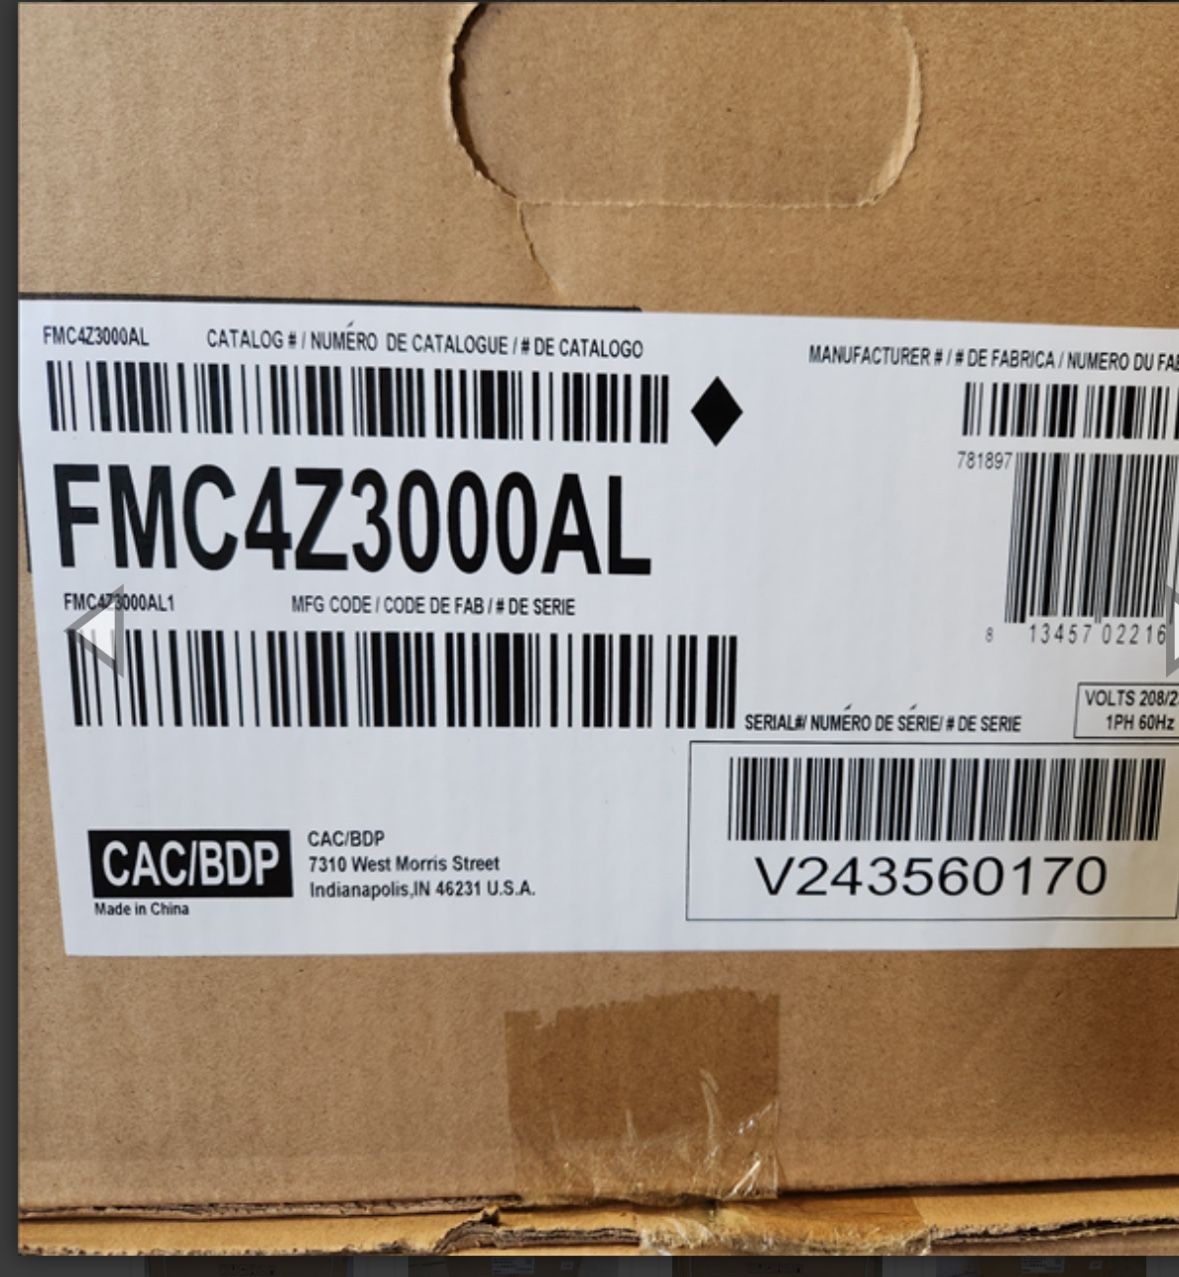 FMC4Z3000AL CATALOG # / NUMÉRO DE CATALOGUE / # DE CATALOGO
MANUFACTURER # / # DE FABRICA / NUMERO DU
781897
FMC4Z3000AL
FMC4Z3000AL1 MFG CODE / CODE DE FAB / # DE SERIE
8 13457 02216
VOLTS 208/
1PH 60Hz
SERIAL#/ NUMÉRO DE SÉRIE/ # DE SERIE
V243560170
CAC/BDP
Made in China
CAC/BDP
7310 West Morris Street
Indianapolis,IN 46231 U.S.A.